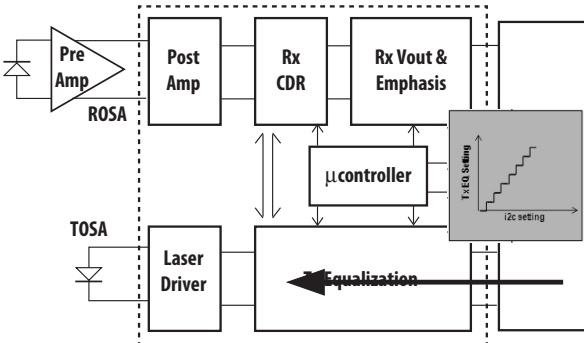 Pre
Amp
ROSA
Post
Amp
Rx
CDR
Rx Vout &
Emphasis
μcontroller
TxEQ Setting
i2c setting
TOSA
Laser
Driver
Equalization